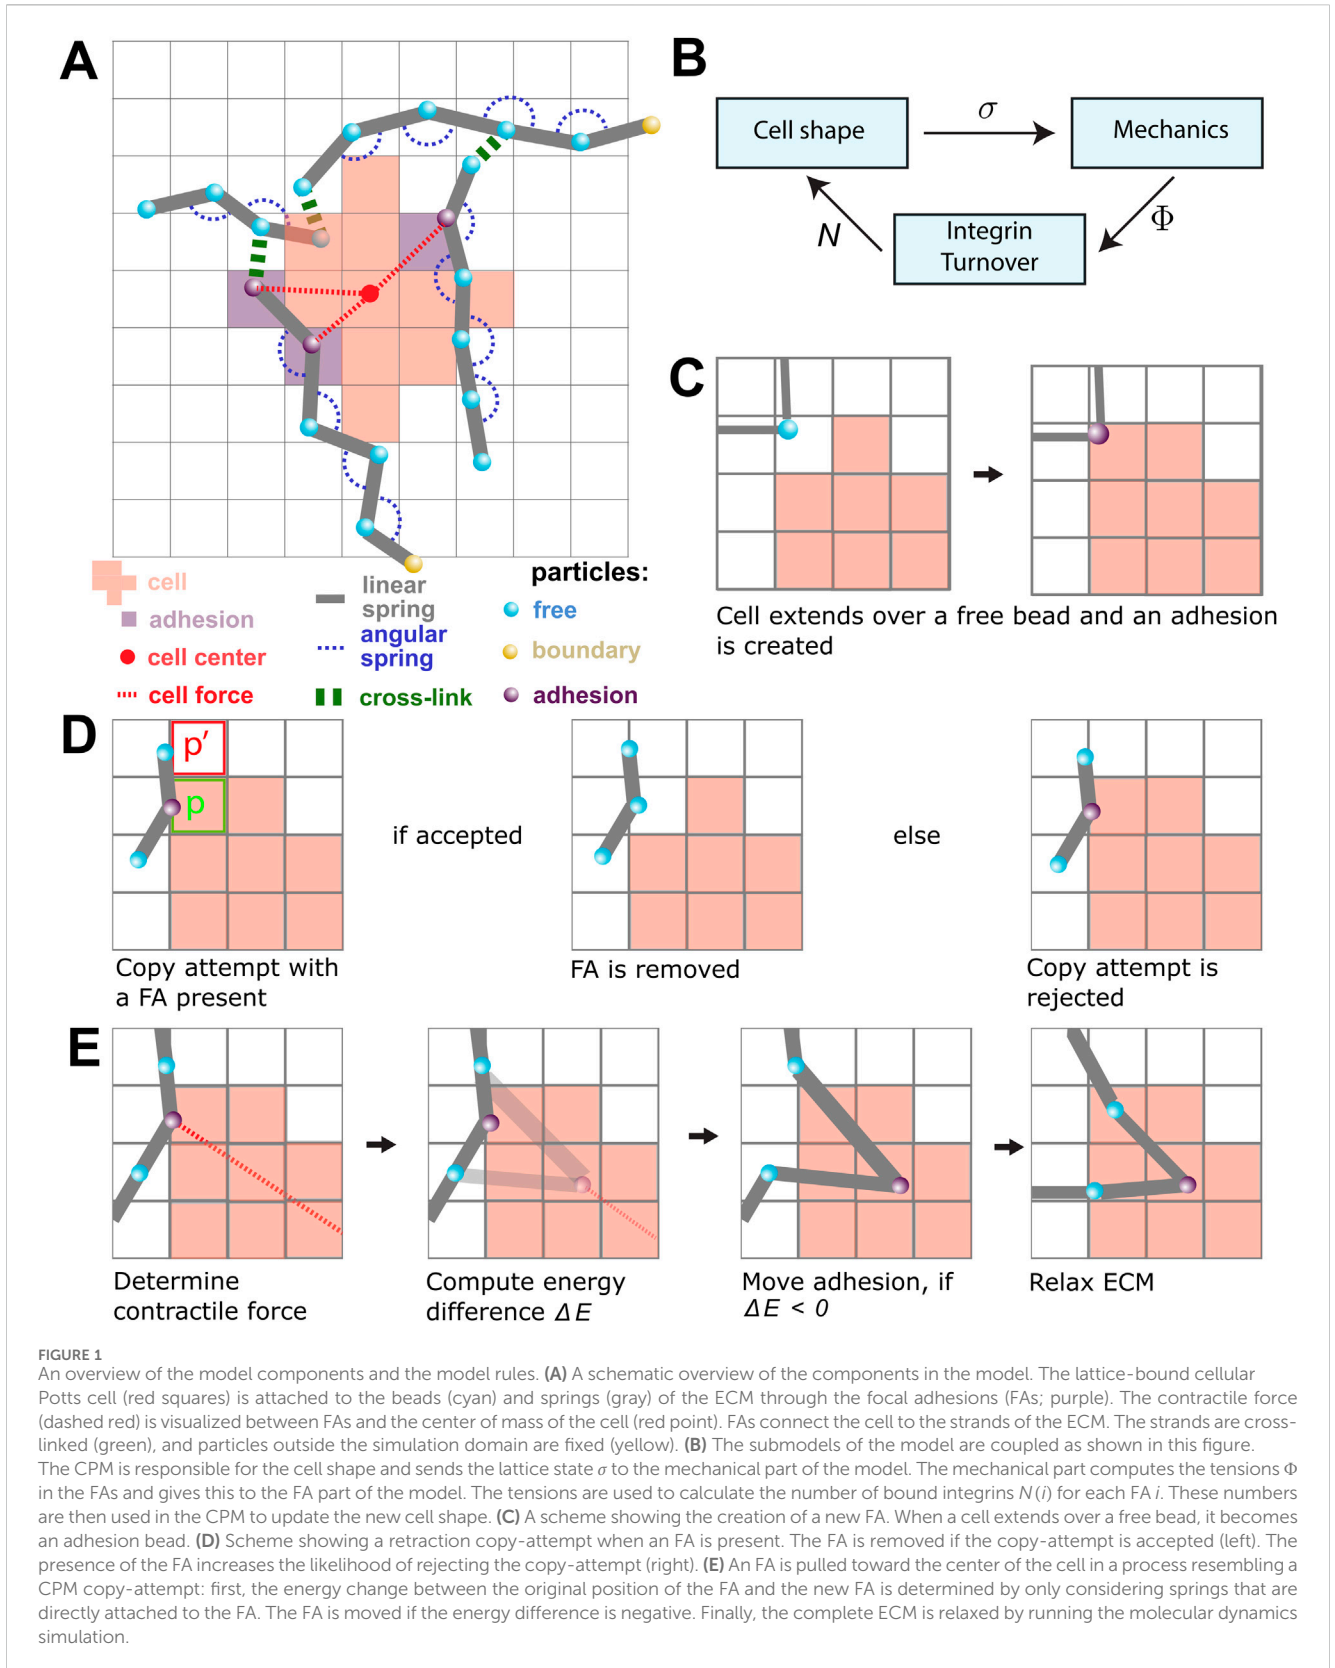 A
B
Cell shape
σ
Mechanics
N
Integrin
Turnover
Φ
C
Cell extends over a free bead and an adhesion
is created
cell
adhesion
cell center
cell force
linear
spring
angular
spring
cross-link
particles:
free
boundary
adhesion
D
p′
p
if accepted
else
Copy attempt with
a FA present
FA is removed
Copy attempt is
rejected
E
Determine
contractile force
Compute energy
difference ΔE
Move adhesion, if
ΔE < 0
Relax ECM
FIGURE 1
An overview of the model components and the model rules. (A) A schematic overview of the components in the model. The lattice-bound cellular
Potts cell (red squares) is attached to the beads (cyan) and springs (gray) of the ECM through the focal adhesions (FAs; purple). The contractile force
(dashed red) is visualized between FAs and the center of mass of the cell (red point). FAs connect the cell to the strands of the ECM. The strands are cross-
linked (green), and particles outside the simulation domain are fixed (yellow). (B) The submodels of the model are coupled as shown in this figure.
The CPM is responsible for the cell shape and sends the lattice state σ to the mechanical part of the model. The mechanical part computes the tensions Φ
in the FAs and gives this to the FA part of the model. The tensions are used to calculate the number of bound integrins N(i) for each FA i. These numbers
are then used in the CPM to update the new cell shape. (C) A scheme showing the creation of a new FA. When a cell extends over a free bead, it becomes
an adhesion bead. (D) Scheme showing a retraction copy-attempt when an FA is present. The FA is removed if the copy-attempt is accepted (left). The
presence of the FA increases the likelihood of rejecting the copy-attempt (right). (E) An FA is pulled toward the center of the cell in a process resembling a
CPM copy-attempt: first, the energy change between the original position of the FA and the new FA is determined by only considering springs that are
directly attached to the FA. The FA is moved if the energy difference is negative. Finally, the complete ECM is relaxed by running the molecular dynamics
simulation.